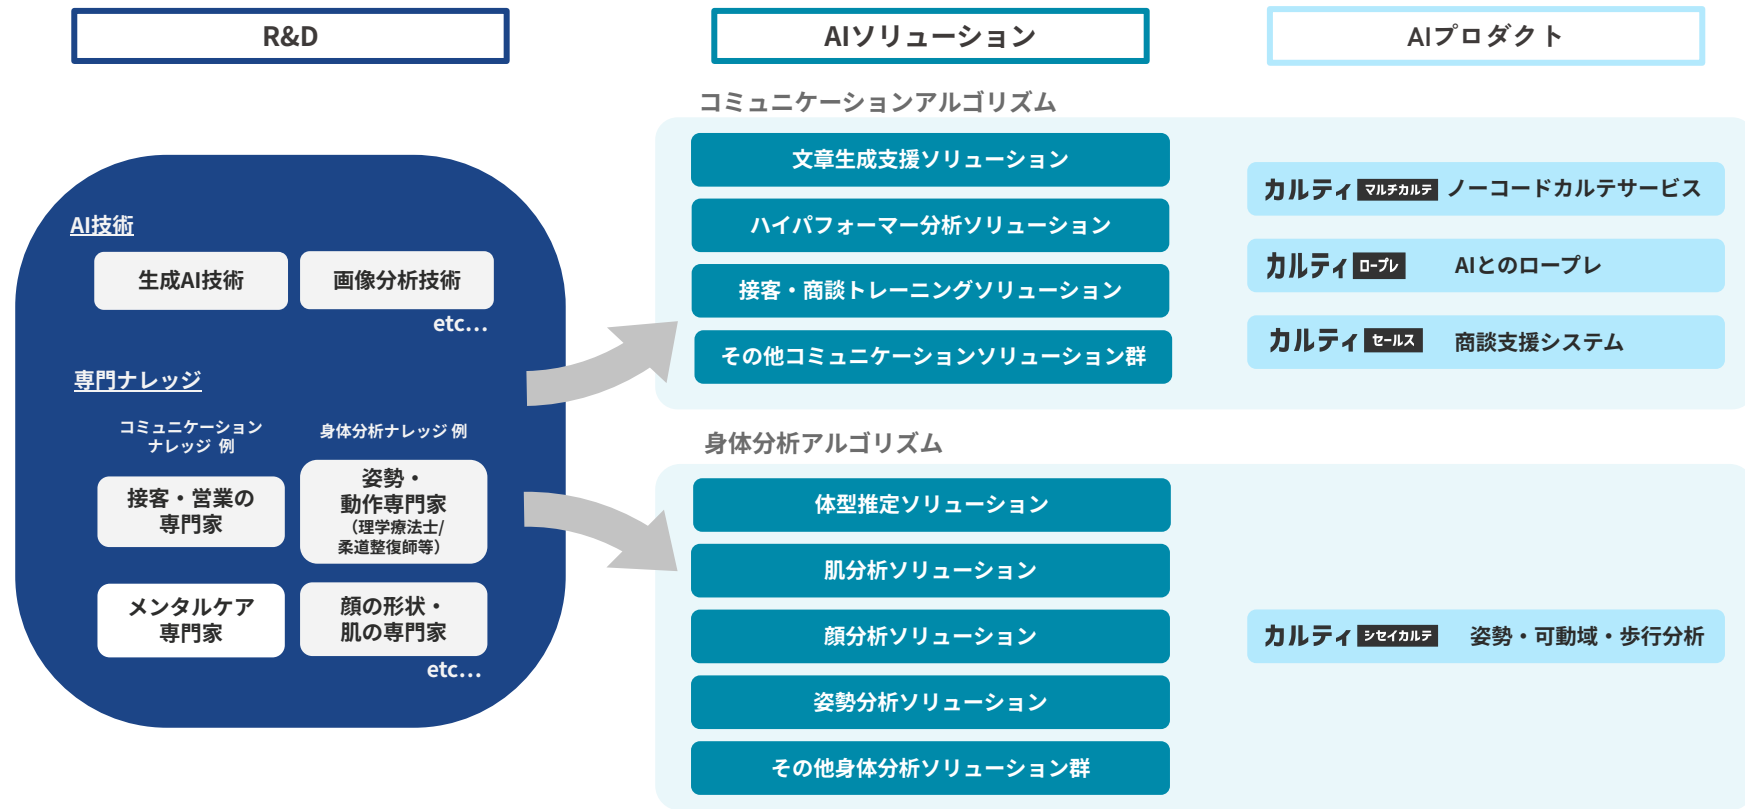 R&D
AIソリューション
AIプロダクト
AI技術
生成AI技術
画像分析技術
etc…
専門ナレッジ
コミュニケーション
ナレッジ 例
身体分析ナレッジ 例
接客・営業の
専門家
姿勢・
動作専門家
（理学療法士/
柔道整復師等）
メンタルケア
専門家
顔の形状・
肌の専門家
etc…
コミュニケーションアルゴリズム
文章生成支援ソリューション
ハイパフォーマー分析ソリューション
接客・商談トレーニングソリューション
その他コミュニケーションソリューション群
カルティ マルチカルテ ノーコードカルテサービス
カルティ ロープレ AIとのロープレ
カルティ セールス 商談支援システム
身体分析アルゴリズム
体型推定ソリューション
肌分析ソリューション
顔分析ソリューション
姿勢分析ソリューション
その他身体分析ソリューション群
カルティ シセイカルテ 姿勢・可動域・歩行分析